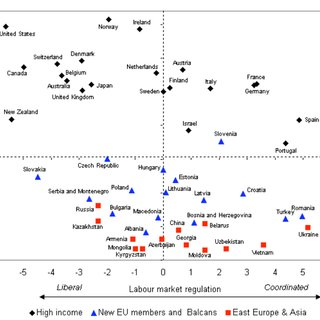 Norway
Ireland
United States
Switzerland
Denmark
Canada
Belgium
Netherlands
Austria
Australia
Japan
Finland
France
United Kingdom
Sweden
Italy
Germany
New Zealand
Israel
Spain
Slovenia
Portugal
Czech Republic
Hungary
Slovakia
Estonia
Poland
Lithuania
Serbia and Montenegro
Latvia
Braudea
Russia
Bulgaria
Macedonia
Bosnia and Herzegovina
Turkey
Romania
Kazakhstan
Albania
China
Belarus
Ukraine
Armenia
Azerbaijan
Georgia
Uzbekistan
Mongolia
Kyrgyzstan
Moldova
Vietnam
-5 -4 -3 -2 -1 0 1 2 3 4 5
Liberal Labour market regulation Coordinated
High income New EU members and Balcans East Europe & Asia